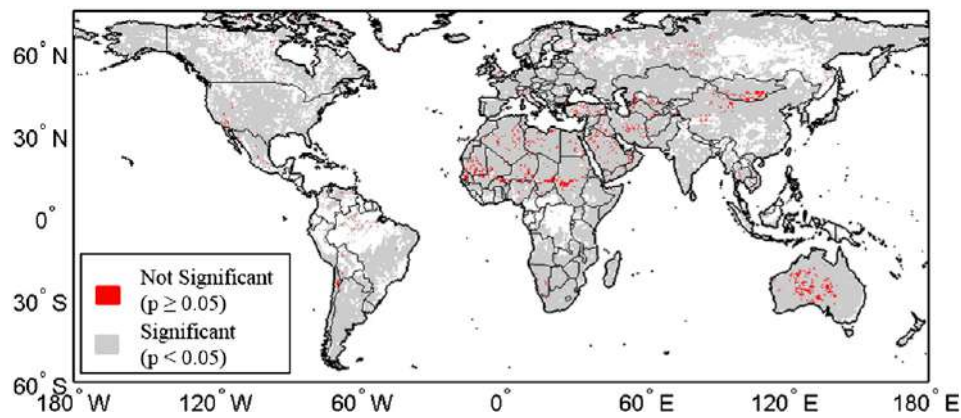 60° N
30° N
0°
30° S
60° S
Not Significant
(p ≥ 0.05)
Significant
(p < 0.05)
180° W
120° W
60° W
0°
60° E
120° E
180° E